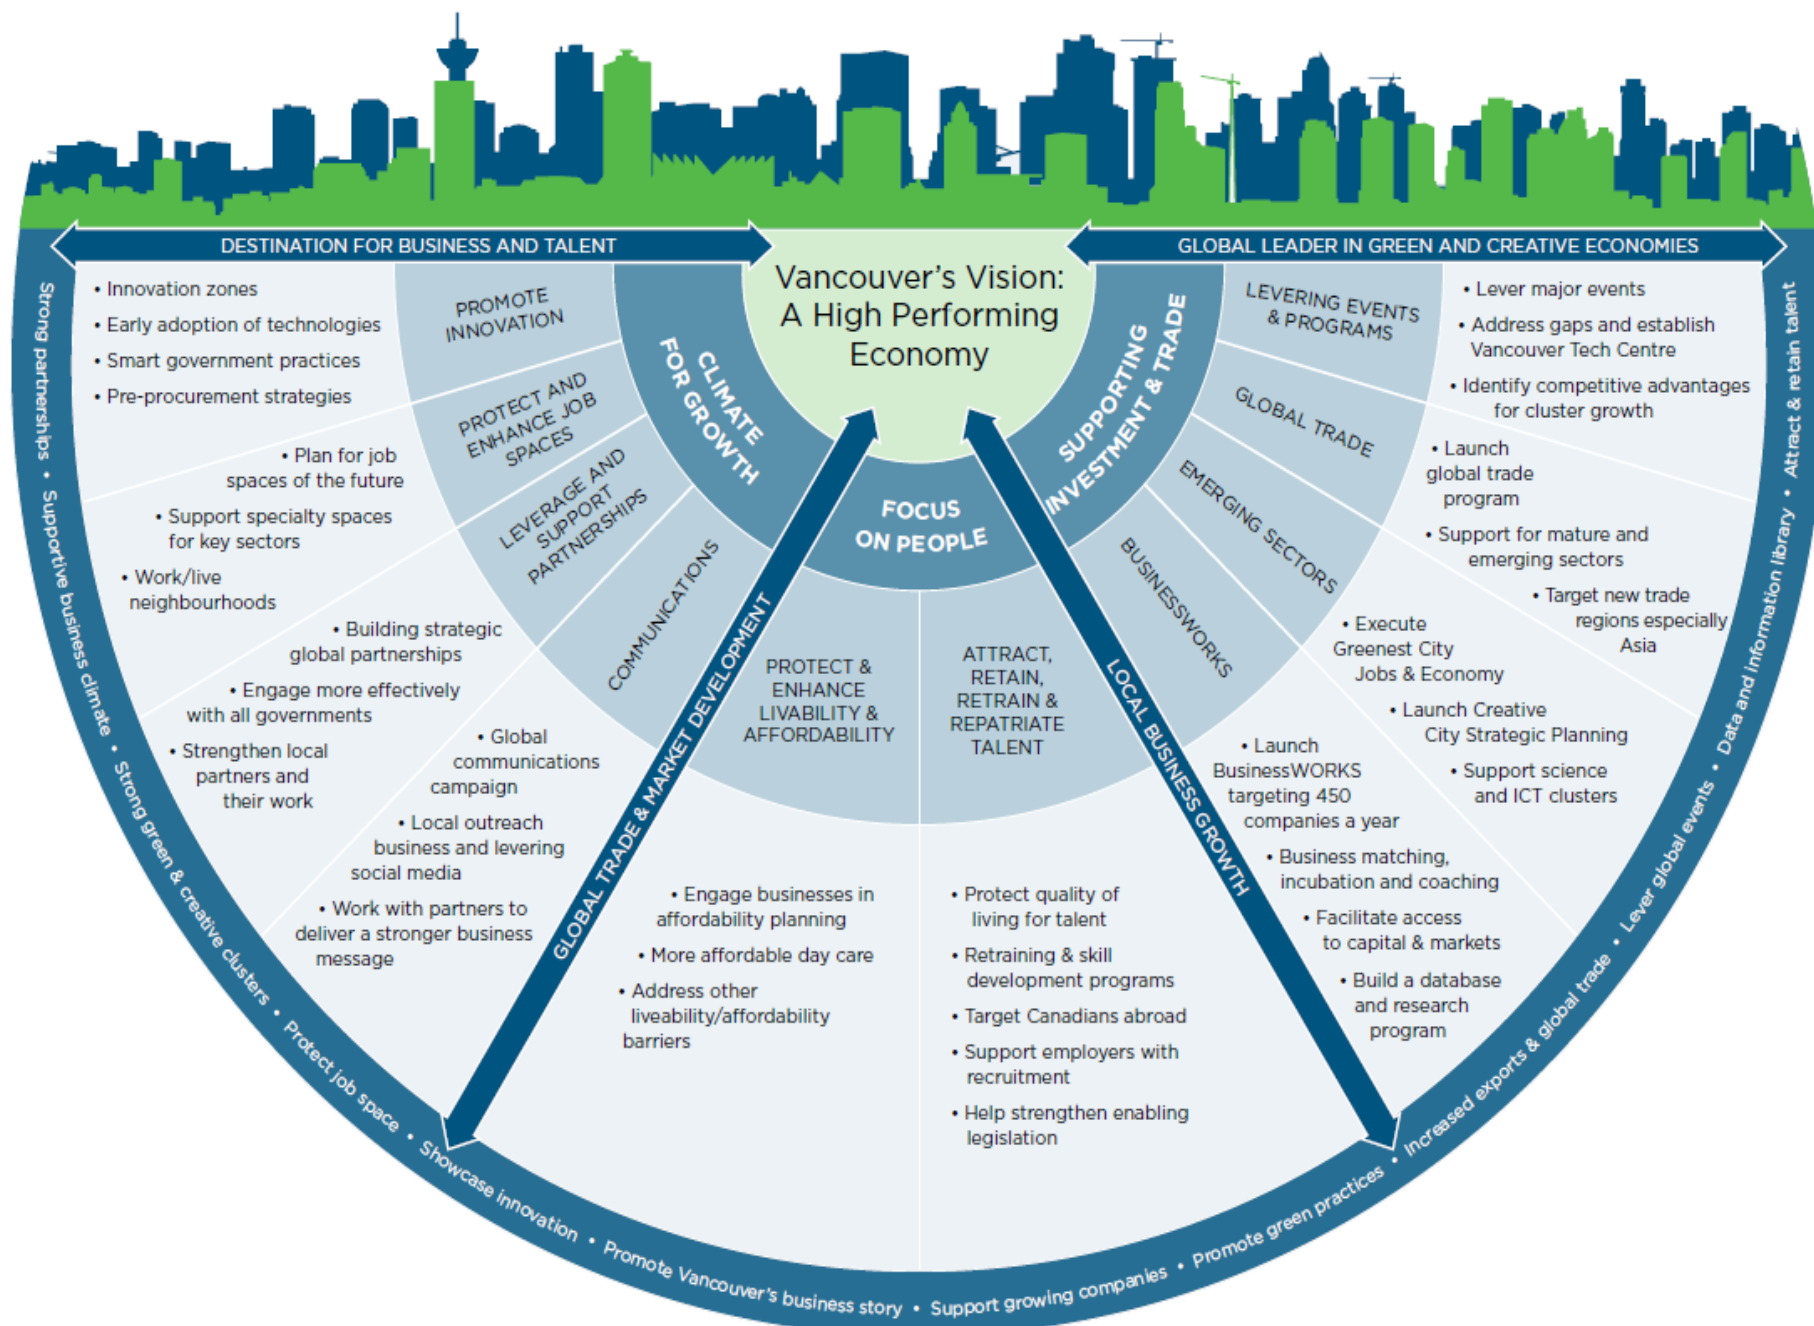 DESTINATION FOR BUSINESS AND TALENT
GLOBAL LEADER IN GREEN AND CREATIVE ECONOMIES
Vancouver's Vision:
A High Performing
Economy
CLIMATE
FOR GROWTH
PROMOTE
INNOVATION
• Innovation zones
• Early adoption of technologies
• Smart government practices
• Pre-procurement strategies
PROTECT AND
ENHANCE JOB
SPACES
• Plan for job
spaces of the future
• Support specialty spaces
for key sectors
• Work/live
neighbourhoods
LEVERAGE AND
SUPPORT
PARTNERSHIPS
• Building strategic
global partnerships
• Engage more effectively
with all governments
• Strengthen local
partners and
their work
COMMUNICATIONS
• Global
communications
campaign
• Local outreach
business and levering
social media
• Work with partners to
deliver a stronger business
message
GLOBAL TRADE & MARKET DEVELOPMENT
FOCUS
ON PEOPLE
PROTECT &
ENHANCE
LIVABILITY &
AFFORDABILITY
• Engage businesses in
affordability planning
• More affordable day care
• Address other
liveability/affordability
barriers
ATTRACT,
RETAIN,
RETRAIN &
REPATRIATE
TALENT
• Protect quality of
living for talent
• Retraining & skill
development programs
• Target Canadians abroad
• Support employers with
recruitment
• Help strengthen enabling
legislation
LOCAL BUSINESS GROWTH
SUPPORTING
INVESTMENT & TRADE
BUSINESSWORKS
• Launch
BusinessWORKS
targeting 450
companies a year
• Business matching,
incubation and coaching
• Facilitate access
to capital & markets
• Build a database
and research
program
EMERGING SECTORS
• Execute
Greenest City
Jobs & Economy
• Launch Creative
City Strategic Planning
• Support science
and ICT clusters
GLOBAL TRADE
• Launch
global trade
program
• Support for mature and
emerging sectors
• Target new trade
regions especially
Asia
LEVERING EVENTS
& PROGRAMS
• Lever major events
• Address gaps and establish
Vancouver Tech Centre
• Identify competitive advantages
for cluster growth
Strong partnerships • Supportive business climate • Strong green & creative clusters • Protect job space • Showcase innovation • Promote Vancouver's business story • Support growing companies • Promote green practices • Increased exports & global trade • Lever global events • Data and information library • Attract & retain talent